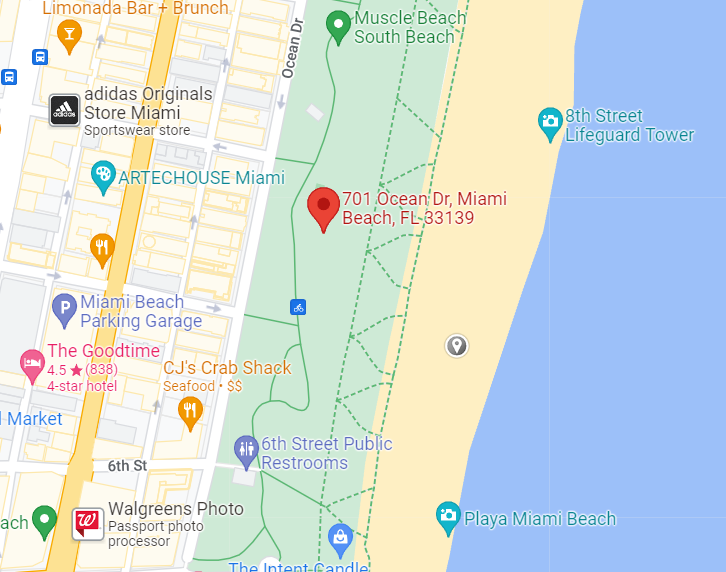 Limonada Bar + Brunch
Muscle Beach
South Beach
Ocean Dr
adidas Originals
Store Miami
Sportswear store
adidas
8th Street
Lifeguard Tower
ARTECHOUSE Miami
701 Ocean Dr, Miami
Beach, FL 33139
P
Miami Beach
Parking Garage
The Goodtime
4.5 ★ (838)
4-star hotel
CJ's Crab Shack
Seafood • $$
l Market
6th Street Public
Restrooms
6th St
Walgreens Photo
Passport photo
processor
W
each
Playa Miami Beach
The Intent Candle